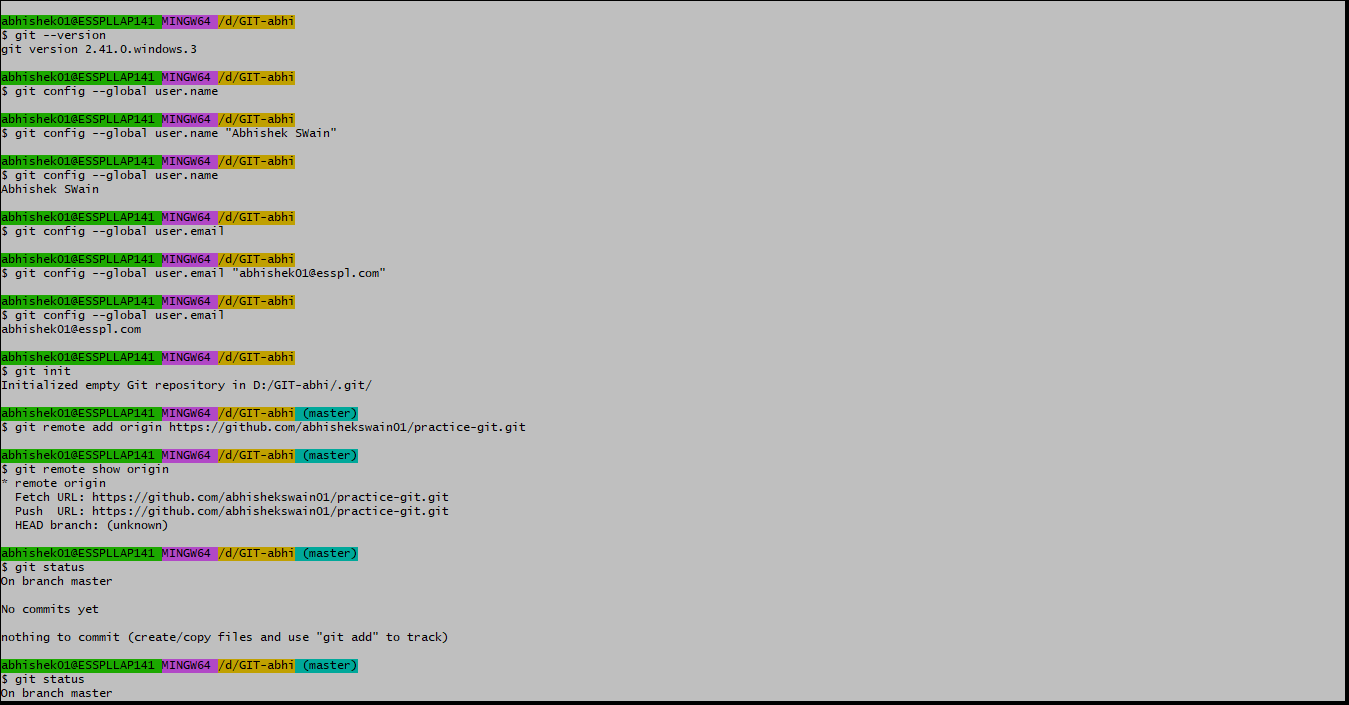 abhishek01@ESSPLLAP141 MINGW64 /d/GIT-abhi
$ git --version
git version 2.41.0.windows.3
abhishek01@ESSPLLAP141 MINGW64 /d/GIT-abhi
$ git config --global user.name
abhishek01@ESSPLLAP141 MINGW64 /d/GIT-abhi
$ git config --global user.name "Abhishek SWain"
abhishek01@ESSPLLAP141 MINGW64 /d/GIT-abhi
$ git config --global user.name
Abhishek SWain
abhishek01@ESSPLLAP141 MINGW64 /d/GIT-abhi
$ git config --global user.email
abhishek01@ESSPLLAP141 MINGW64 /d/GIT-abhi
$ git config --global user.email "abhishek01@esspl.com"
abhishek01@ESSPLLAP141 MINGW64 /d/GIT-abhi
$ git config --global user.email
abhishek01@esspl.com
abhishek01@ESSPLLAP141 MINGW64 /d/GIT-abhi
$ git init
Initialized empty Git repository in D:/GIT-abhi/.git/
abhishek01@ESSPLLAP141 MINGW64 /d/GIT-abhi (master)
$ git remote add origin https://github.com/abhishekswain01/practice-git.git
abhishek01@ESSPLLAP141 MINGW64 /d/GIT-abhi (master)
$ git remote show origin
* remote origin
  Fetch URL: https://github.com/abhishekswain01/practice-git.git
  Push  URL: https://github.com/abhishekswain01/practice-git.git
  HEAD branch: (unknown)
abhishek01@ESSPLLAP141 MINGW64 /d/GIT-abhi (master)
$ git status
On branch master
No commits yet
nothing to commit (create/copy files and use "git add" to track)
abhishek01@ESSPLLAP141 MINGW64 /d/GIT-abhi (master)
$ git status
On branch master